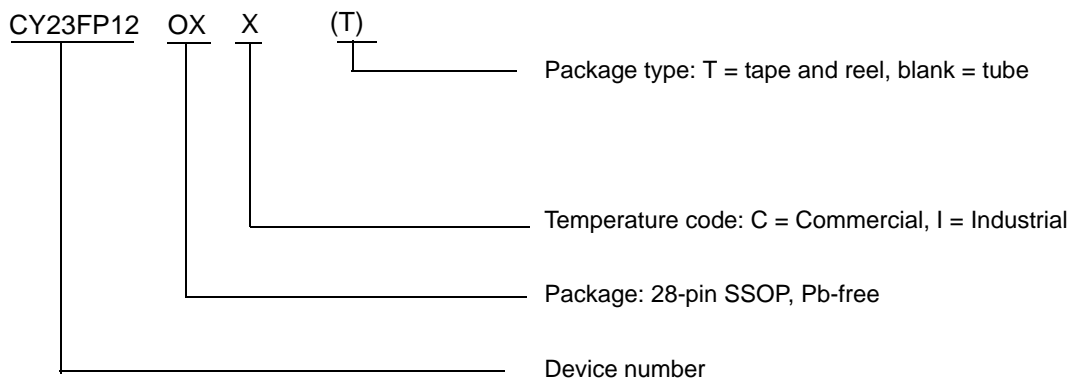 CY23FP12 OX X (T)
Package type: T = tape and reel, blank = tube
Temperature code: C = Commercial, I = Industrial
Package: 28-pin SSOP, Pb-free
Device number